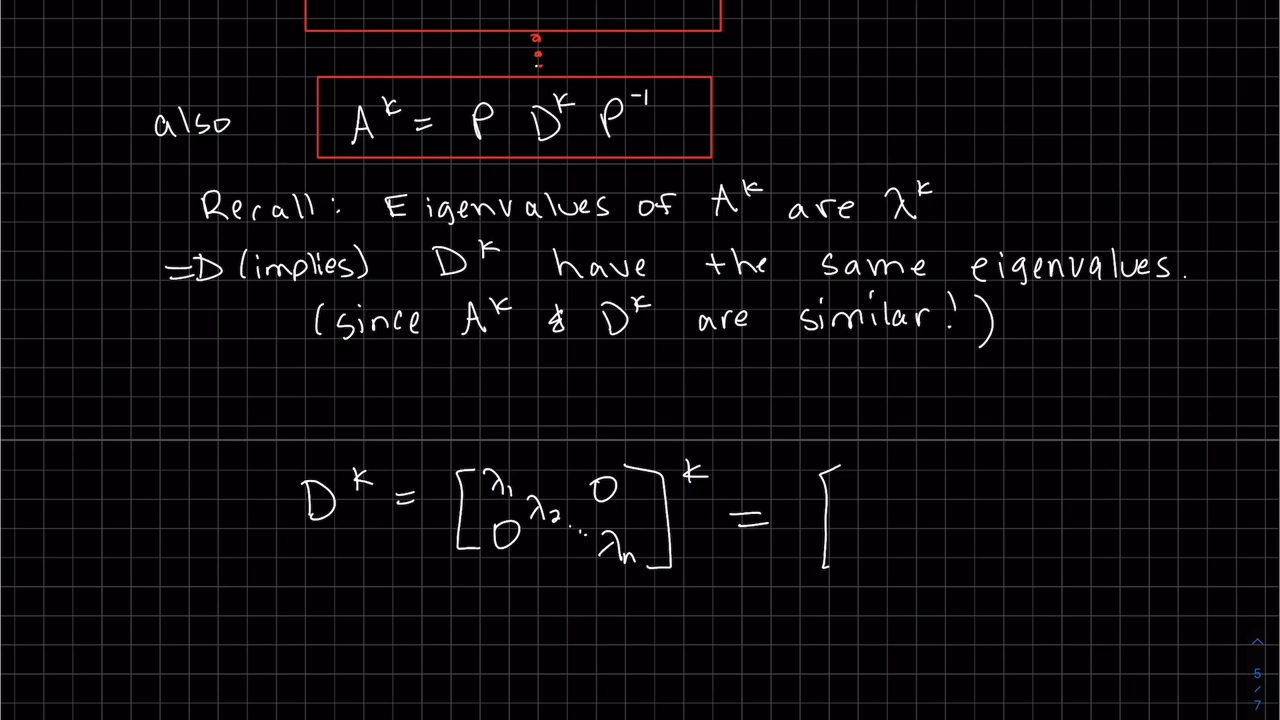 also A^k = P D^k P^-1
Recall: Eigenvalues of A^k are λ^k
=D (implies) D^k have the same eigenvalues.
(since A^k & D^k are similar!)
D^k = [λ1 0 λ2 0 ⋱ λn]^k = [
5
/
7